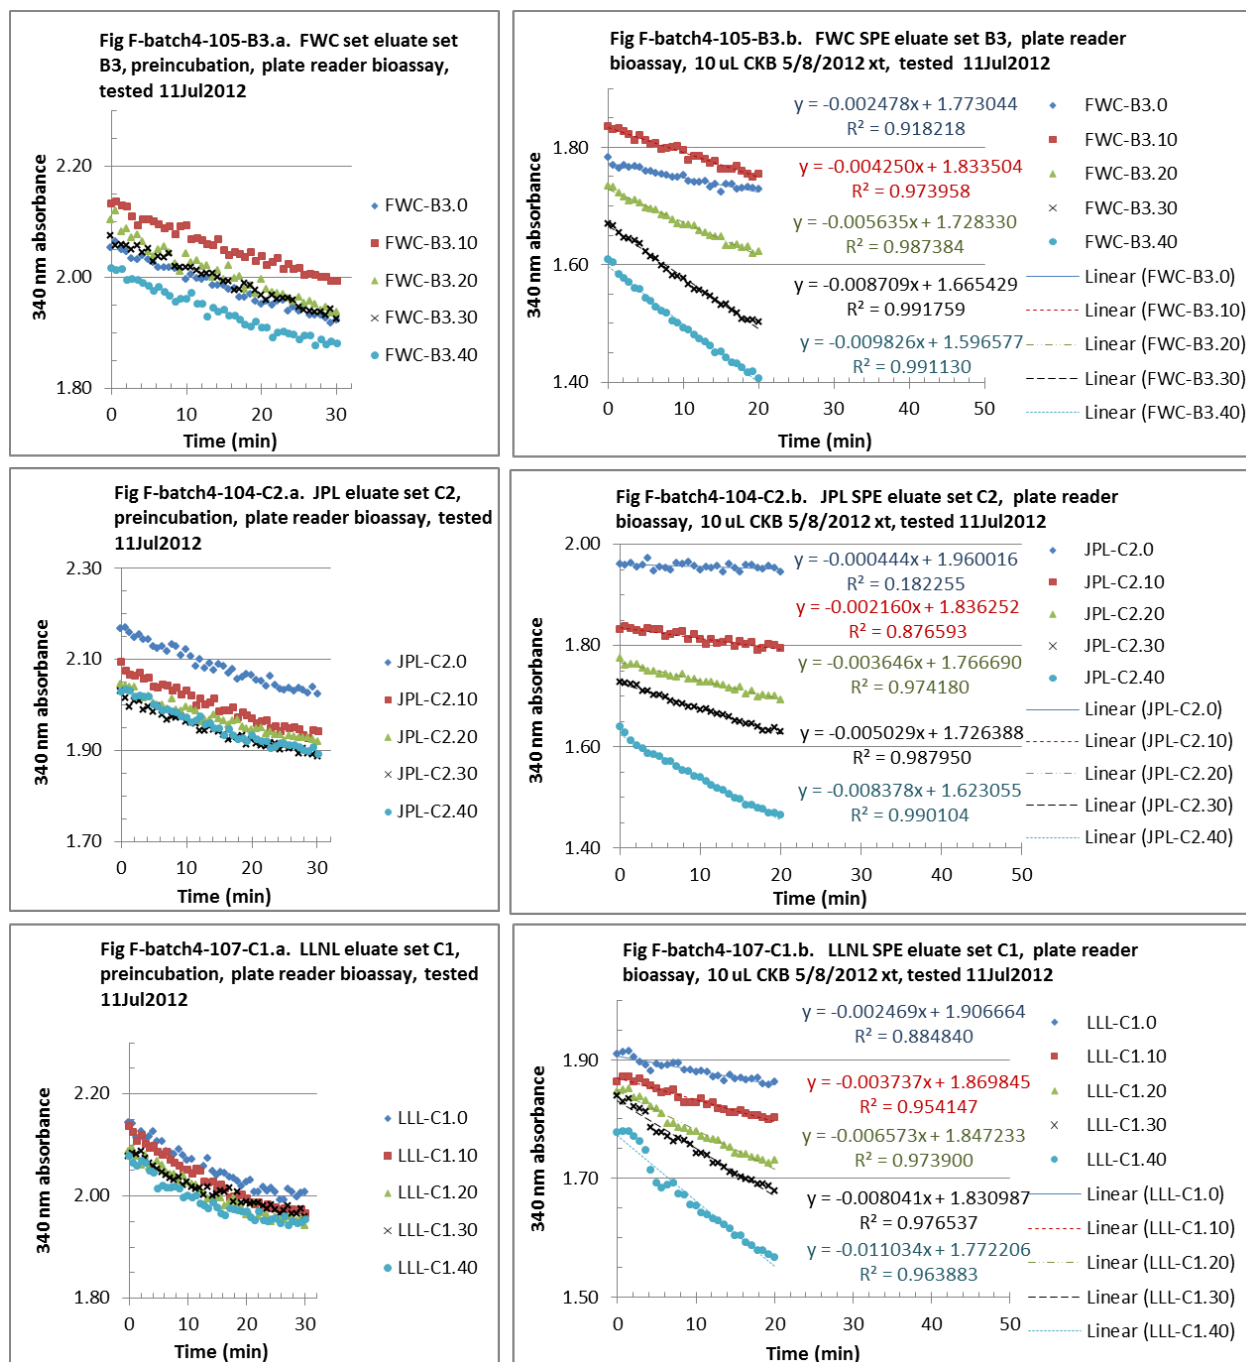 Fig F-batch4-105-B3.a. FWC set eluate set
B3, preincubation, plate reader bioassay,
tested 11Jul2012
340 nm absorbance
2.20
2.00
1.80
0 10 20 30
Time (min)
FWC-B3.0
FWC-B3.10
FWC-B3.20
FWC-B3.30
FWC-B3.40
Fig F-batch4-105-B3.b. FWC SPE eluate set B3, plate reader
bioassay, 10 uL CKB 5/8/2012 xt, tested 11Jul2012
340 nm absorbance
1.80
1.60
1.40
0 10 20 30 40 50
Time (min)
y = -0.002478x + 1.773044
R² = 0.918218
y = -0.004250x + 1.833504
R² = 0.973958
y = -0.005635x + 1.728330
R² = 0.987384
y = -0.008709x + 1.665429
R² = 0.991759
y = -0.009826x + 1.596577
R² = 0.991130
FWC-B3.0
FWC-B3.10
FWC-B3.20
FWC-B3.30
FWC-B3.40
Linear (FWC-B3.0)
Linear (FWC-B3.10)
Linear (FWC-B3.20)
Linear (FWC-B3.30)
Linear (FWC-B3.40)
Fig F-batch4-104-C2.a. JPL eluate set C2,
preincubation, plate reader bioassay, tested
11Jul2012
340 nm absorbance
2.30
2.10
1.90
1.70
0 10 20 30
Time (min)
JPL-C2.0
JPL-C2.10
JPL-C2.20
JPL-C2.30
JPL-C2.40
Fig F-batch4-104-C2.b. JPL SPE eluate set C2, plate reader
bioassay, 10 uL CKB 5/8/2012 xt, tested 11Jul2012
340 nm absorbance
2.00
1.80
1.60
1.40
0 10 20 30 40 50
Time (min)
y = -0.000444x + 1.960016
R² = 0.182255
y = -0.002160x + 1.836252
R² = 0.876593
y = -0.003646x + 1.766690
R² = 0.974180
y = -0.005029x + 1.726388
R² = 0.987950
y = -0.008378x + 1.623055
R² = 0.990104
JPL-C2.0
JPL-C2.10
JPL-C2.20
JPL-C2.30
JPL-C2.40
Linear (JPL-C2.0)
Linear (JPL-C2.10)
Linear (JPL-C2.20)
Linear (JPL-C2.30)
Linear (JPL-C2.40)
Fig F-batch4-107-C1.a. LLNL eluate set C1,
preincubation, plate reader bioassay, tested
11Jul2012
340 nm absorbance
2.20
2.00
1.80
0 10 20 30
Time (min)
LLL-C1.0
LLL-C1.10
LLL-C1.20
LLL-C1.30
LLL-C1.40
Fig F-batch4-107-C1.b. LLNL SPE eluate set C1, plate reader
bioassay, 10 uL CKB 5/8/2012 xt, tested 11Jul2012
340 nm absorbance
1.90
1.70
1.50
0 10 20 30 40 50
Time (min)
y = -0.002469x + 1.906664
R² = 0.884840
y = -0.003737x + 1.869845
R² = 0.954147
y = -0.006573x + 1.847233
R² = 0.973900
y = -0.008041x + 1.830987
R² = 0.976537
y = -0.011034x + 1.772206
R² = 0.963883
LLL-C1.0
LLL-C1.10
LLL-C1.20
LLL-C1.30
LLL-C1.40
Linear (LLL-C1.0)
Linear (LLL-C1.10)
Linear (LLL-C1.20)
Linear (LLL-C1.30)
Linear (LLL-C1.40)